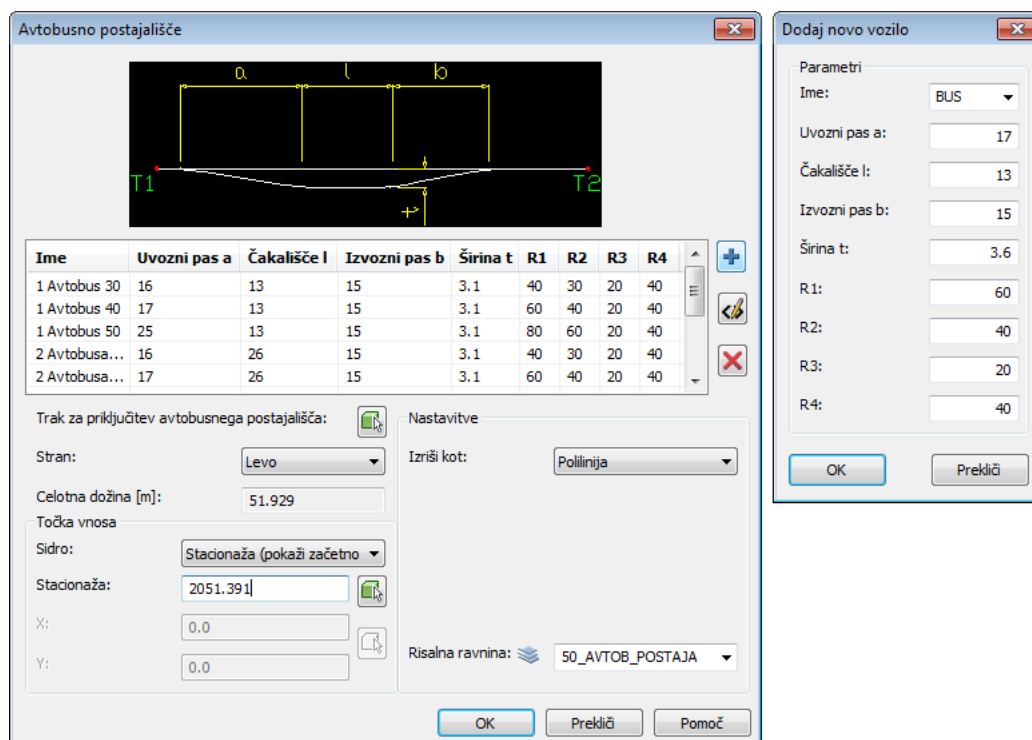 Avtobusno postajališče
a l b
T1 T2
t
Ime Uvozni pas a Čakališče l Izvozni pas b Širina t R1 R2 R3 R4
1 Avtobus 30 16 13 15 3.1 40 30 20 40
1 Avtobus 40 17 13 15 3.1 60 40 20 40
1 Avtobus 50 25 13 15 3.1 80 60 20 40
2 Avtobusa... 16 26 15 3.1 40 30 20 40
2 Avtobusa... 17 26 15 3.1 60 40 20 40
Trak za priključitev avtobusnega postajališča:
Stran: Levo
Celotna dožina [m]: 51.929
Točka vnosa
Sidro: Stacionaža (pokaži začetno
Stacionaža: 2051.391
X: 0.0
Y: 0.0
Nastavitve
Izriši kot: Polilinija
Risalna ravnina: 50_AVTOB_POSTAJA
OK Prekliči Pomoč
Dodaj novo vozilo
Parametri
Ime: BUS
Uvozni pas a: 17
Čakališče l: 13
Izvozni pas b: 15
Širina t: 3.6
R1: 60
R2: 40
R3: 20
R4: 40
OK Prekliči